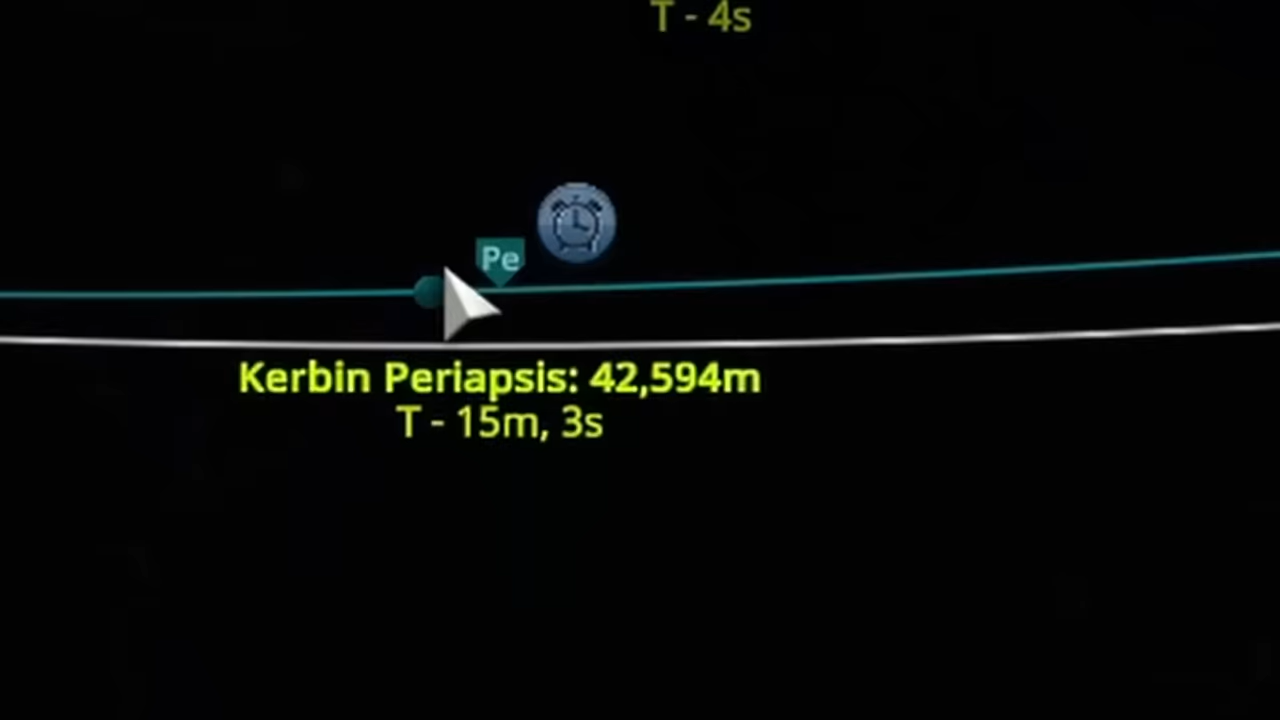 T - 4s
Pe
Kerbin Periapsis: 42,594m
T - 15m, 3s